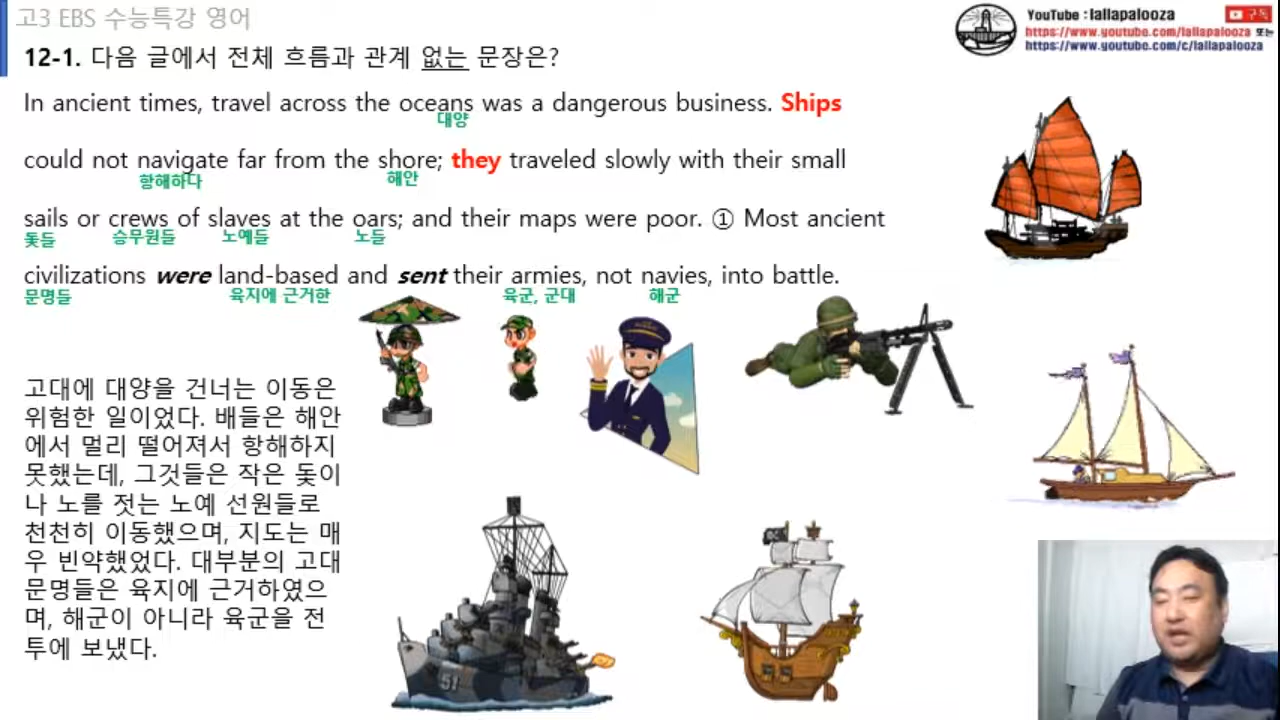 고3 EBS 수능특강 영어
YouTube : lallapalooza
구독
https://www.youtube.com/lallapalooza 또는
https://www.youtube.com/c/lallapalooza
12-1. 다음 글에서 전체 흐름과 관계 없는 문장은?
In ancient times, travel across the oceans was a dangerous business. Ships
대양
could not navigate far from the shore; they traveled slowly with their small
항해하다 해안
sails or crews of slaves at the oars; and their maps were poor. ① Most ancient
돛들 승무원들 노예들 노들
civilizations were land-based and sent their armies, not navies, into battle.
문명들 육지에 근거한 육군, 군대 해군
고대에 대양을 건너는 이동은
위험한 일이었다. 배들은 해안
에서 멀리 떨어져서 항해하지
못했는데, 그것들은 작은 돛이
나 노를 젓는 노예 선원들로
천천히 이동했으며, 지도는 매
우 빈약했었다. 대부분의 고대
문명들은 육지에 근거하였으
며, 해군이 아니라 육군을 전
투에 보냈다.
51